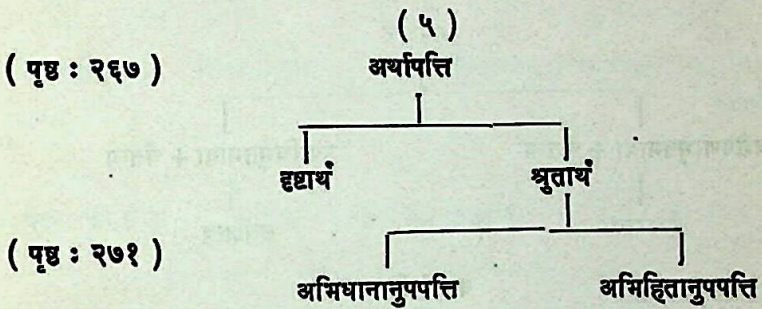 ( ५ )
( पृष्ठ : २६७ ) अर्थापत्ति
दृष्टार्थ श्रुतार्थ
( पृष्ठ : २७१ )
अभिधानानुपपत्ति अभिहितानुपपत्ति